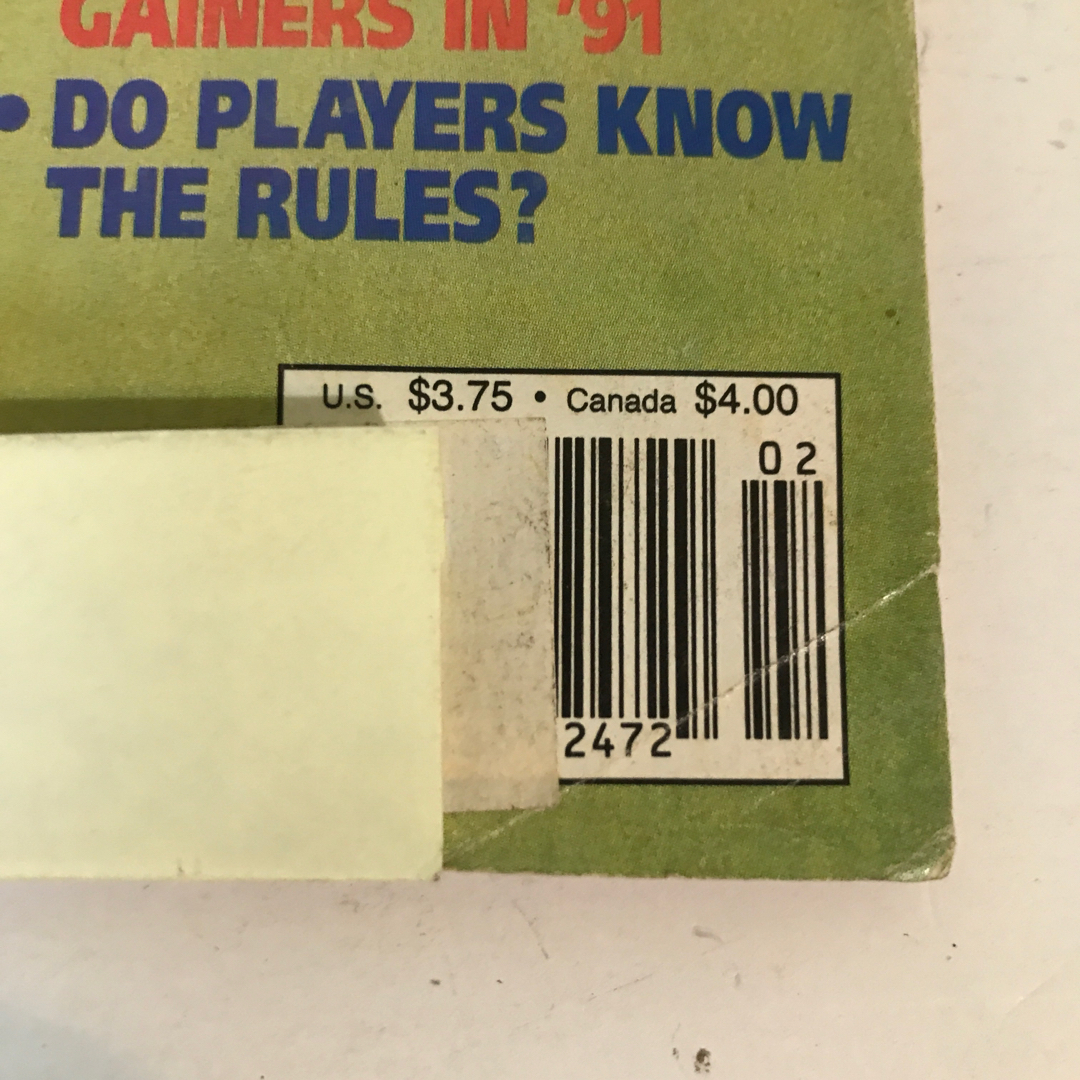 GAINERS IN '91
• DO PLAYERS KNOW
THE RULES?
U.S. $3.75 • Canada $4.00
02
2472